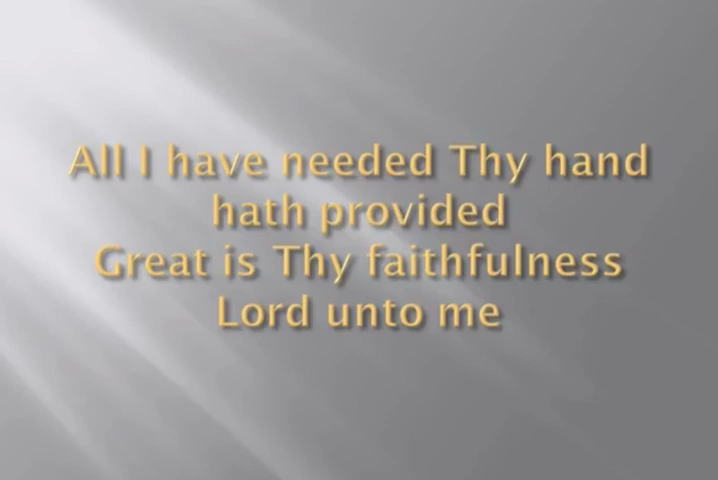 All I have needed Thy hand
hath provided
Great is Thy faithfulness
Lord unto me